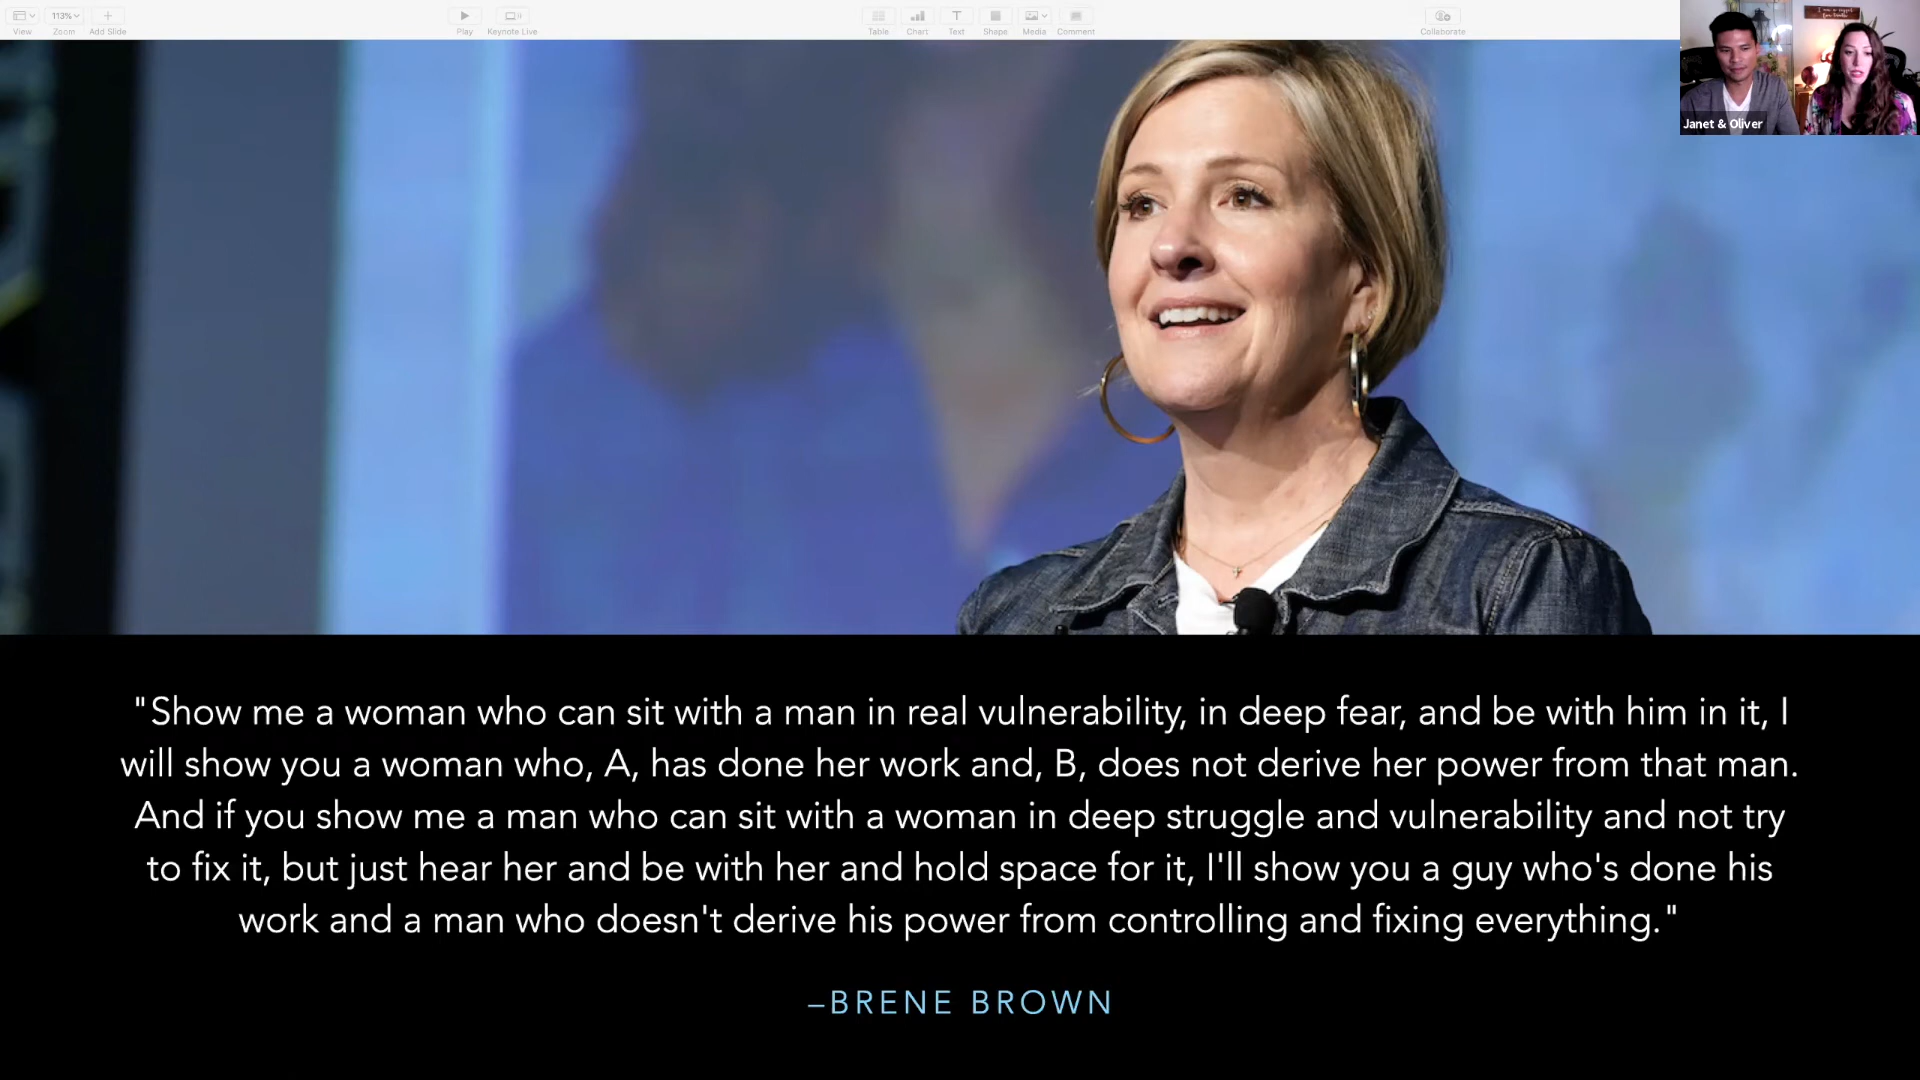 View
113%
Zoom
Add Slide
Play
Keynote Live
Table
Chart
Text
Shape
Media
Comment
Collaborate
Janet & Oliver
"Show me a woman who can sit with a man in real vulnerability, in deep fear, and be with him in it, I
will show you a woman who, A, has done her work and, B, does not derive her power from that man.
And if you show me a man who can sit with a woman in deep struggle and vulnerability and not try
to fix it, but just hear her and be with her and hold space for it, I'll show you a guy who's done his
work and a man who doesn't derive his power from controlling and fixing everything."
–BRENE BROWN